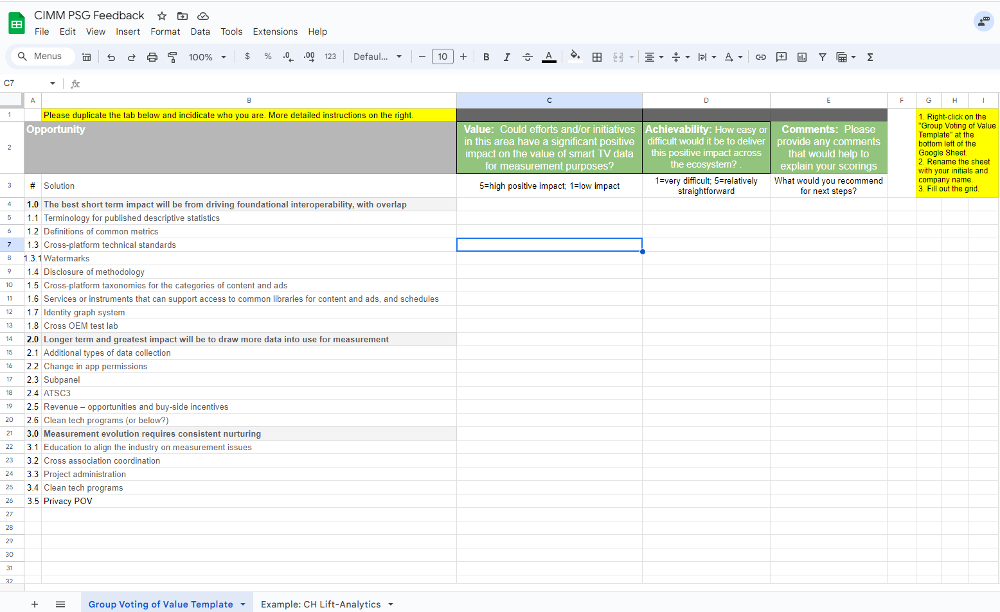 CIMM PSG Feedback
File Edit View Insert Format Data Tools Extensions Help
Menus 100% $ % .0 .00 123 Defaul... 10 B I S A
C7 fx
A B C D E F G H I
1 Please duplicate the tab below and incidicate who you are. More detailed instructions on the right.
2 Opportunity
Value: Could efforts and/or initiatives
in this area have a significant positive
impact on the value of smart TV data
for measurement purposes?
Achievability: How easy or
difficult would it be to deliver
this positive impact across
the ecosystem? .
Comments: Please
provide any comments
that would help to
explain your scorings
1. Right-click on the
"Group Voting of Value
Template" at the
bottom left of the
Google Sheet.
2. Rename the sheet
with your initials and
company name.
3. Fill out the grid.
3 # Solution
5=high positive impact; 1=low impact
1=very difficult; 5=relatively
straightforward
What would you recommend
for next steps?
4 1.0 The best short term impact will be from driving foundational interoperability, with overlap
5 1.1 Terminology for published descriptive statistics
6 1.2 Definitions of common metrics
7 1.3 Cross-platform technical standards
8 1.3.1 Watermarks
9 1.4 Disclosure of methodology
10 1.5 Cross-platform taxonomies for the categories of content and ads
11 1.6 Services or instruments that can support access to common libraries for content and ads, and schedules
12 1.7 Identity graph system
13 1.8 Cross OEM test lab
14 2.0 Longer term and greatest impact will be to draw more data into use for measurement
15 2.1 Additional types of data collection
16 2.2 Change in app permissions
17 2.3 Subpanel
18 2.4 ATSC3
19 2.5 Revenue – opportunities and buy-side incentives
20 2.6 Clean tech programs (or below?)
21 3.0 Measurement evolution requires consistent nurturing
22 3.1 Education to align the industry on measurement issues
23 3.2 Cross association coordination
24 3.3 Project administration
25 3.4 Clean tech programs
26 3.5 Privacy POV
27
28
29
30
31
32
Group Voting of Value Template Example: CH Lift-Analytics